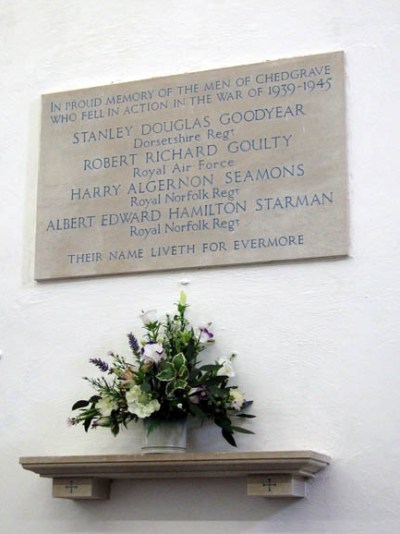 IN PROUD MEMORY OF THE MEN OF CHEDGRAVE
WHO FELL IN ACTION IN THE WAR OF 1939-1945
STANLEY DOUGLAS GOODYEAR
Dorsetshire Regt
ROBERT RICHARD GOULTY
Royal Air Force
HARRY ALGERNON SEAMONS
Royal Norfolk Regt
ALBERT EDWARD HAMILTON STARMAN
Royal Norfolk Regt
THEIR NAME LIVETH FOR EVERMORE